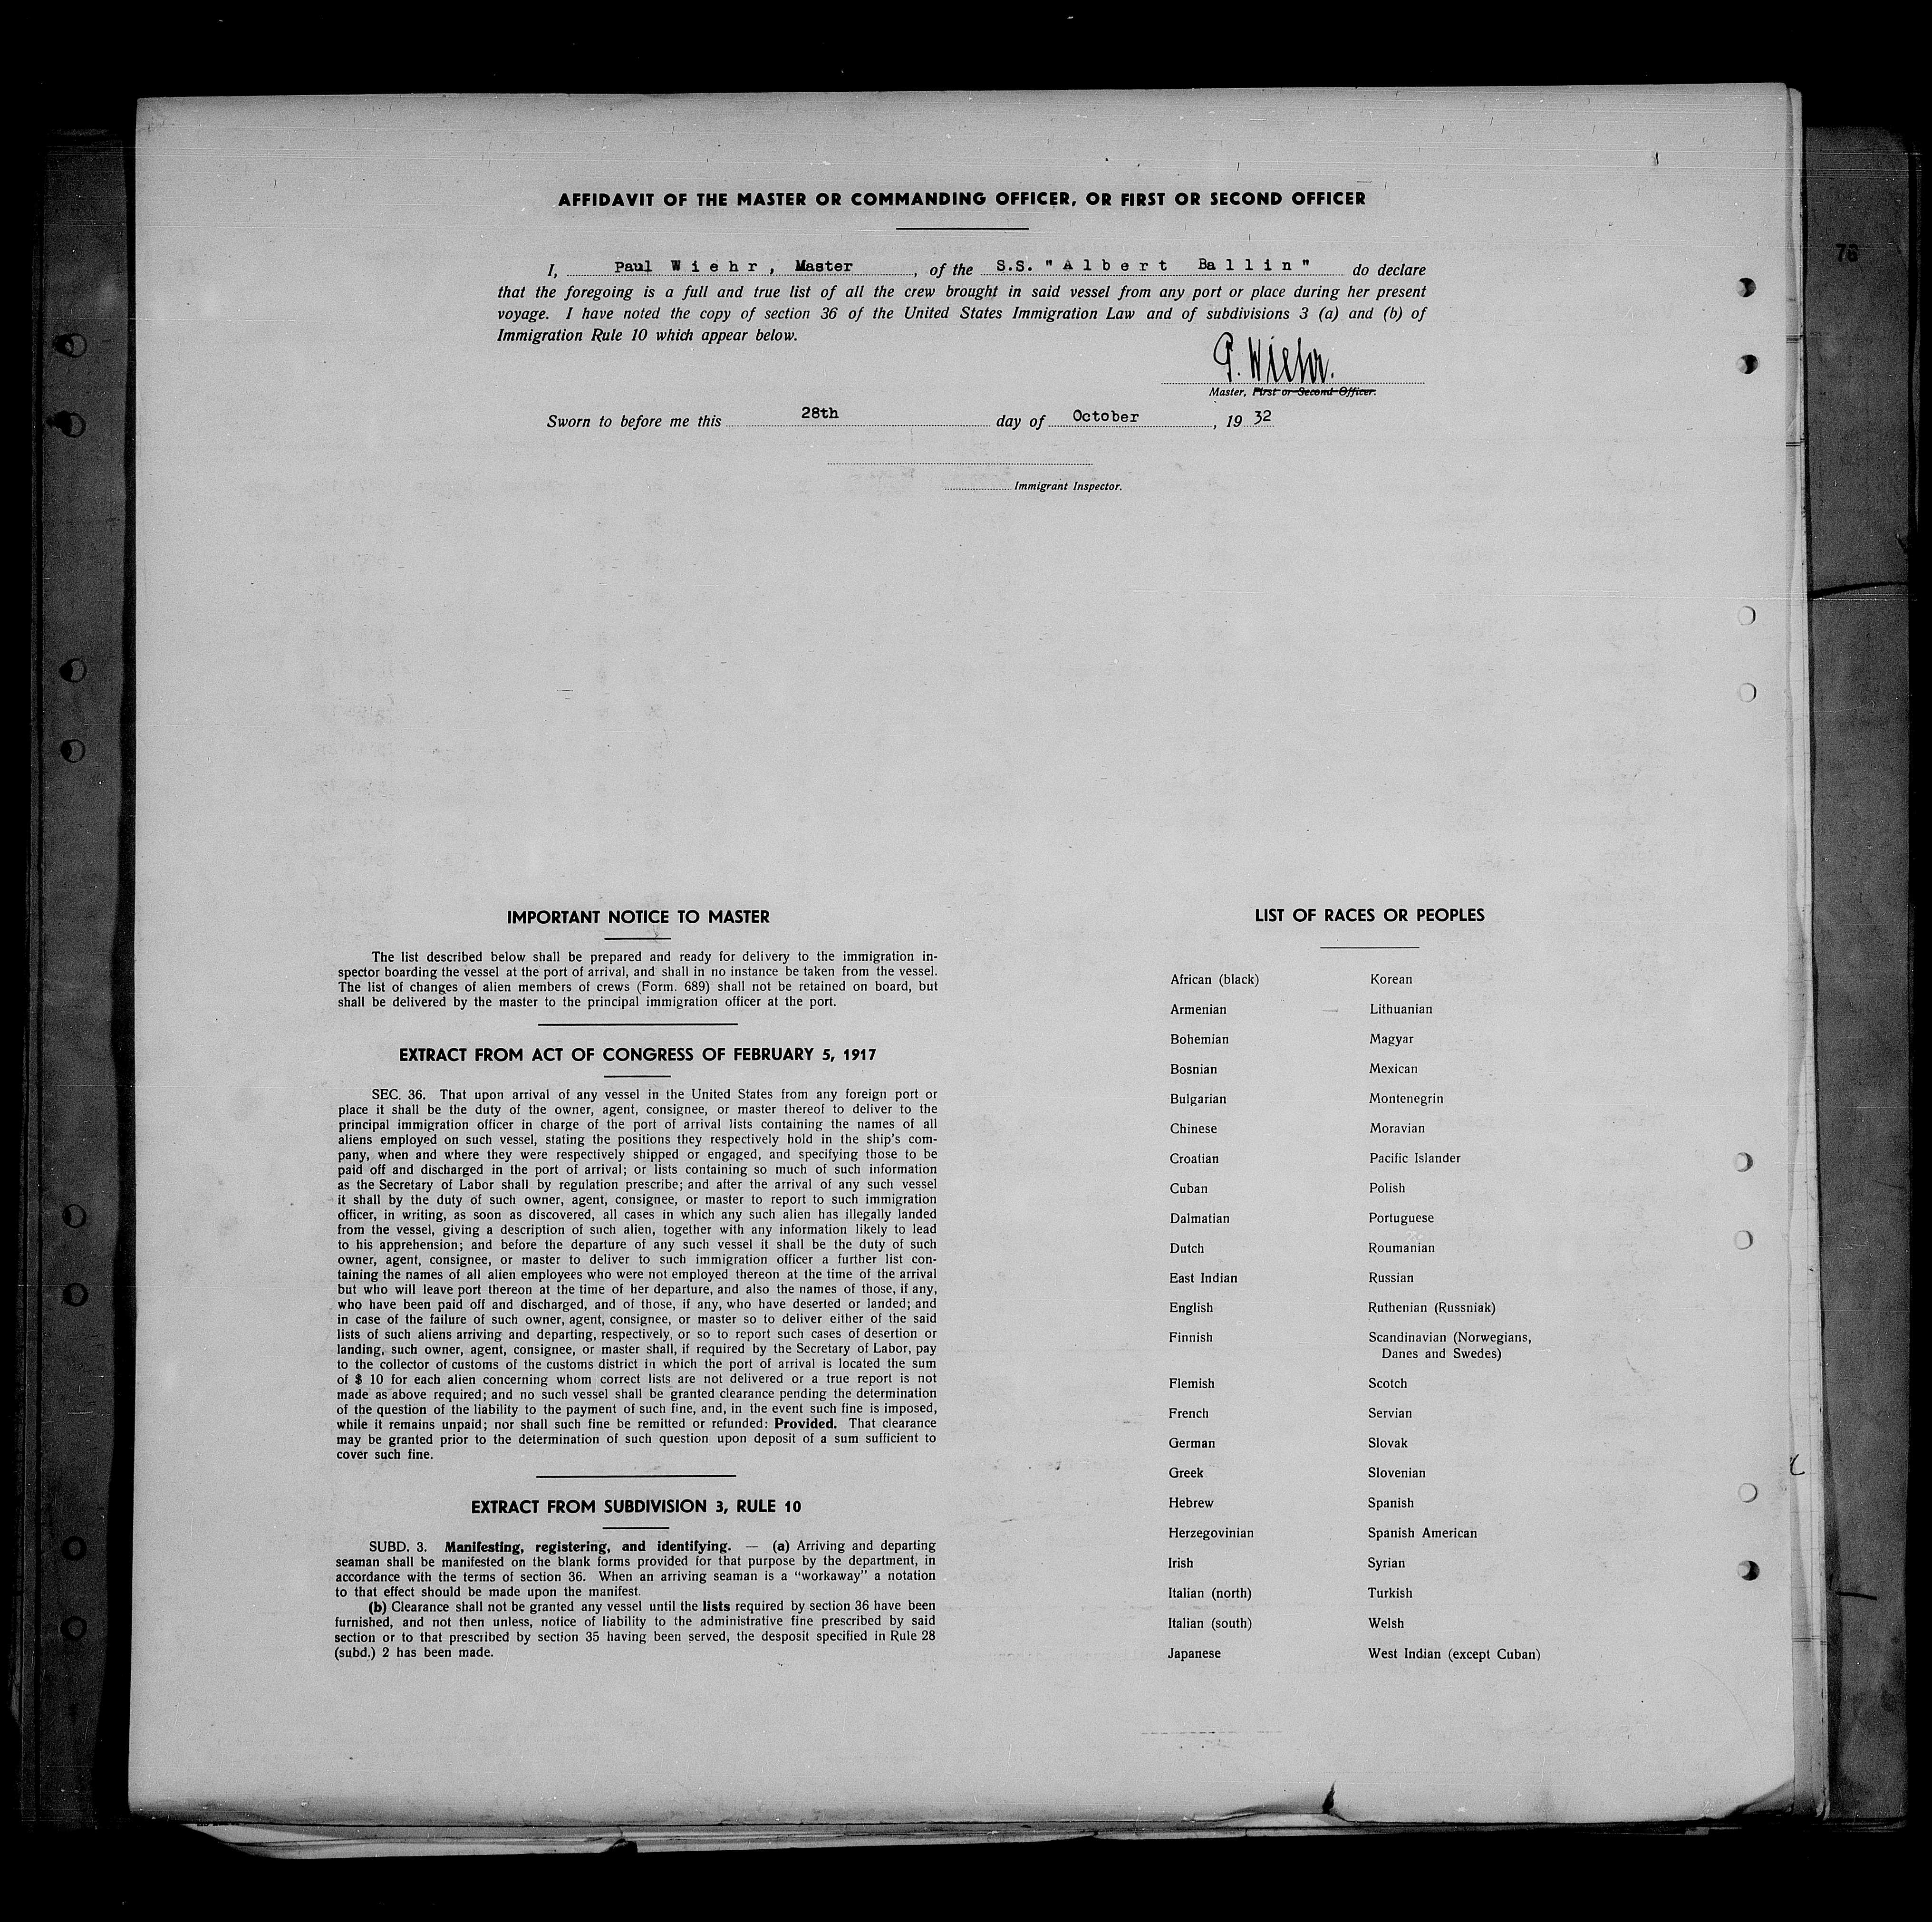 AFFIDAVIT OF THE MASTER OR COMMANDING OFFICER, OR FIRST OR SECOND OFFICER
I, Paul W i e h r , Master , of the S.S. "A l b e r t Ba l l i n" do declare
that the foregoing is a full and true list of all the crew brought in said vessel from any port or place during her present
voyage. I have noted the copy of section 36 of the United States Immigration Law and of subdivisions 3 (a) and (b) of
Immigration Rule 10 which appear below.
P. Wiehr.
Master, First or Second Officer.
Sworn to before me this 28th day of October , 19 32
Immigrant Inspector.
76
IMPORTANT NOTICE TO MASTER
The list described below shall be prepared and ready for delivery to the immigration in-
spector boarding the vessel at the port of arrival, and shall in no instance be taken from the vessel.
The list of changes of alien members of crews (Form. 689) shall not be retained on board, but
shall be delivered by the master to the principal immigration officer at the port.
EXTRACT FROM ACT OF CONGRESS OF FEBRUARY 5, 1917
SEC. 36. That upon arrival of any vessel in the United States from any foreign port or
place it shall be the duty of the owner, agent, consignee, or master thereof to deliver to the
principal immigration officer in charge of the port of arrival lists containing the names of all
aliens employed on such vessel, stating the positions they respectively hold in the ship's com-
pany, when and where they were respectively shipped or engaged, and specifying those to be
paid off and discharged in the port of arrival; or lists containing so much of such information
as the Secretary of Labor shall by regulation prescribe; and after the arrival of any such vessel
it shall by the duty of such owner, agent, consignee, or master to report to such immigration
officer, in writing, as soon as discovered, all cases in which any such alien has illegally landed
from the vessel, giving a description of such alien, together with any information likely to lead
to his apprehension; and before the departure of any such vessel it shall be the duty of such
owner, agent, consignee, or master to deliver to such immigration officer a further list con-
taining the names of all alien employees who were not employed thereon at the time of the arrival
but who will leave port thereon at the time of her departure, and also the names of those, if any,
who have been paid off and discharged, and of those, if any, who have deserted or landed; and
in case of the failure of such owner, agent, consignee, or master so to deliver either of the said
lists of such aliens arriving and departing, respectively, or so to report such cases of desertion or
landing, such owner, agent, consignee, or master shall, if required by the Secretary of Labor, pay
to the collector of customs of the customs district in which the port of arrival is located the sum
of $ 10 for each alien concerning whom correct lists are not delivered or a true report is not
made as above required; and no such vessel shall be granted clearance pending the determination
of the question of the liability to the payment of such fine, and, in the event such fine is imposed,
while it remains unpaid; nor shall such fine be remitted or refunded: Provided. That clearance
may be granted prior to the determination of such question upon deposit of a sum sufficient to
cover such fine.
EXTRACT FROM SUBDIVISION 3, RULE 10
SUBD. 3. Manifesting, registering, and identifying. — (a) Arriving and departing
seaman shall be manifested on the blank forms provided for that purpose by the department, in
accordance with the terms of section 36. When an arriving seaman is a "workaway" a notation
to that effect should be made upon the manifest.
(b) Clearance shall not be granted any vessel until the lists required by section 36 have been
furnished, and not then unless, notice of liability to the administrative fine prescribed by said
section or to that prescribed by section 35 having been served, the desposit specified in Rule 28
(subd.) 2 has been made.
LIST OF RACES OR PEOPLES
African (black) Korean
Armenian Lithuanian
Bohemian Magyar
Bosnian Mexican
Bulgarian Montenegrin
Chinese Moravian
Croatian Pacific Islander
Cuban Polish
Dalmatian Portuguese
Dutch Roumanian
East Indian Russian
English Ruthenian (Russniak)
Finnish Scandinavian (Norwegians,
Danes and Swedes)
Flemish Scotch
French Servian
German Slovak
Greek Slovenian
Hebrew Spanish
Herzegovinian Spanish American
Irish Syrian
Italian (north) Turkish
Italian (south) Welsh
Japanese West Indian (except Cuban)